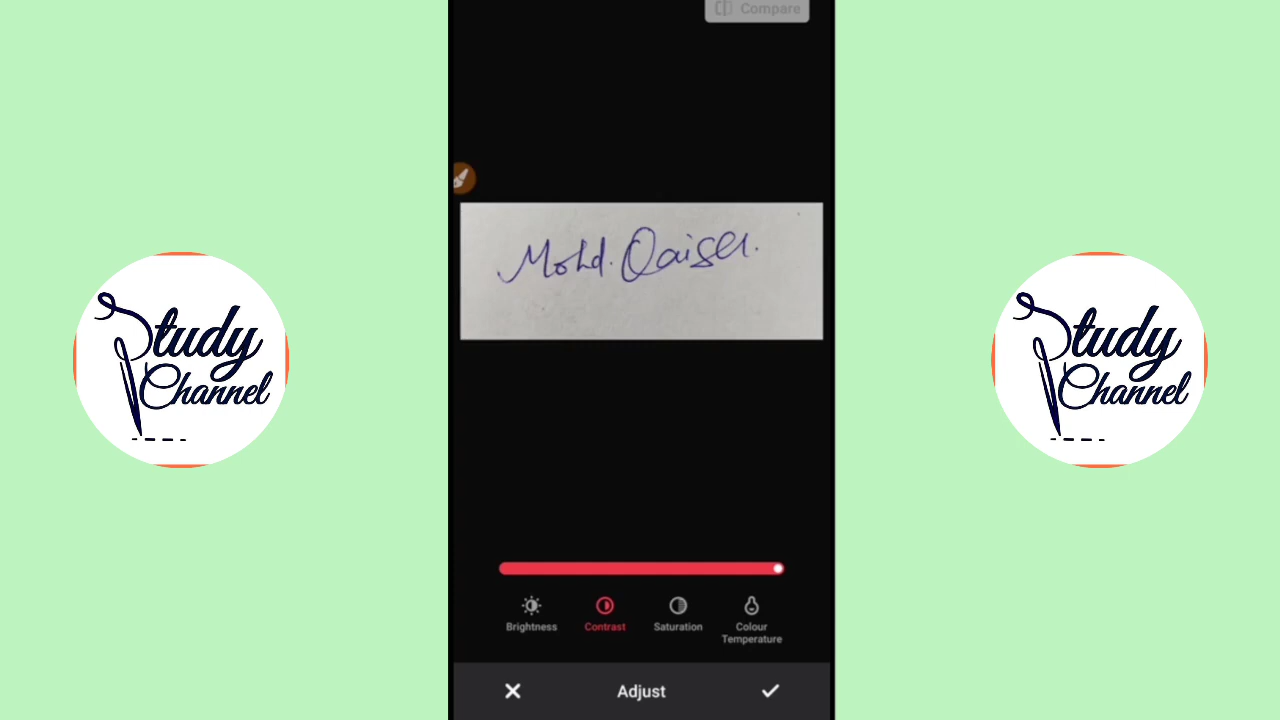 Compare
Mohd. Qaiser.
Study
Channel
Study
Channel
Brightness
Contrast
Saturation
Colour
Temperature
Adjust